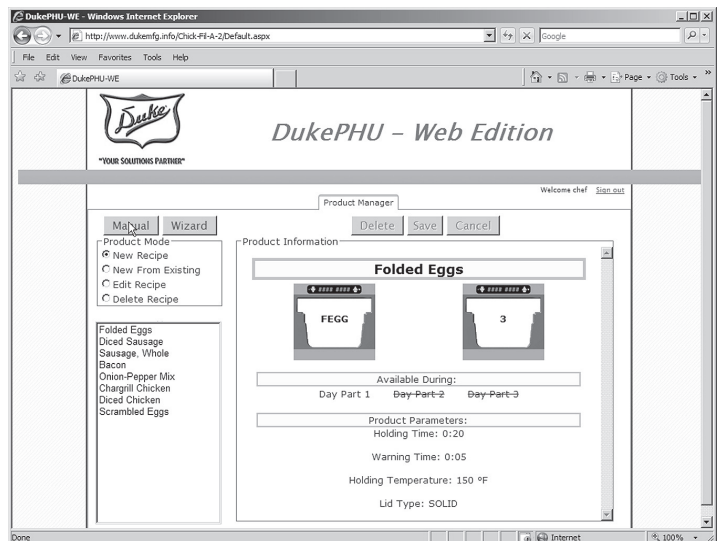 DukePHU-WE - Windows Internet Explorer
http://www.dukemfg.info/Chick-Fil-A-2/Default.aspx
Google
File Edit View Favorites Tools Help
DukePHU-WE
Page Tools
Duke
"YOUR SOLUTIONS PARTNER"
DukePHU – Web Edition
Welcome chef Sign out
Product Manager
Manual Wizard
Delete Save Cancel
Product Mode
New Recipe
New From Existing
Edit Recipe
Delete Recipe
Folded Eggs
Diced Sausage
Sausage, Whole
Bacon
Onion-Pepper Mix
Chargrill Chicken
Diced Chicken
Scrambled Eggs
Product Information
Folded Eggs
#### ####
#### ####
FEGG
3
Available During:
Day Part 1 Day Part 2 Day Part 3
Product Parameters:
Holding Time: 0:20
Warning Time: 0:05
Holding Temperature: 150 ºF
Lid Type: SOLID
Done
Internet
100%